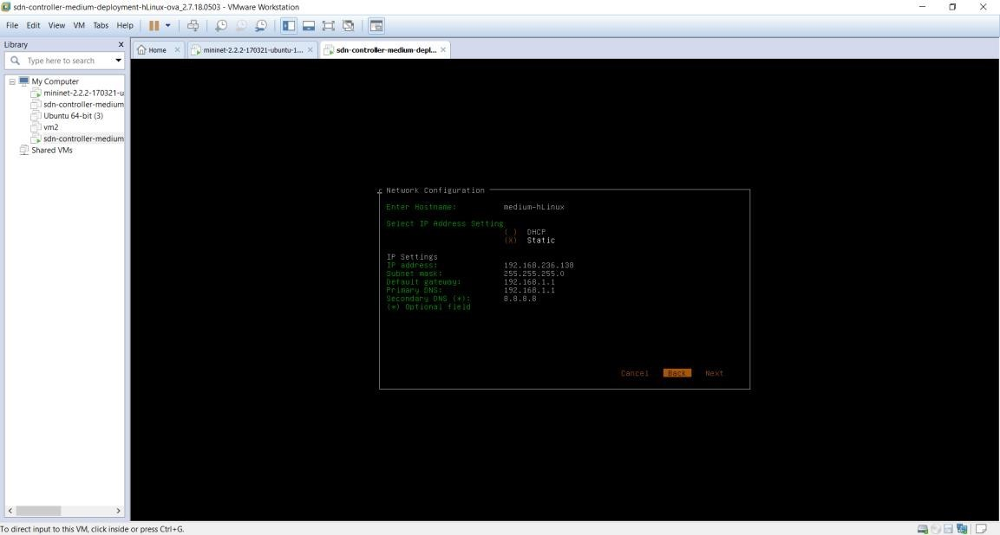 sdn-controller-medium-deployment-hLinux-ova_2.7.18.0503 - VMware Workstation
File Edit View VM Tabs Help
Library x
Type here to search
My Computer
mininet-2.2.2-170321-u
sdn-controller-medium
Ubuntu 64-bit (3)
vm2
sdn-controller-medium
Shared VMs
Home
mininet-2.2.2-170321-ubuntu-1...
sdn-controller-medium-depl...
Network Configuration
Enter Hostname: medium-hLinux
Select IP Address Setting
( ) DHCP
(X) Static
IP Settings
IP address: 192.168.236.138
Subnet mask: 255.255.255.0
Default gateway: 192.168.1.1
Primary DNS: 192.168.1.1
Secondary DNS (*): 8.8.8.8
(*) Optional field
Cancel Back Next
To direct input to this VM, click inside or press Ctrl+G.